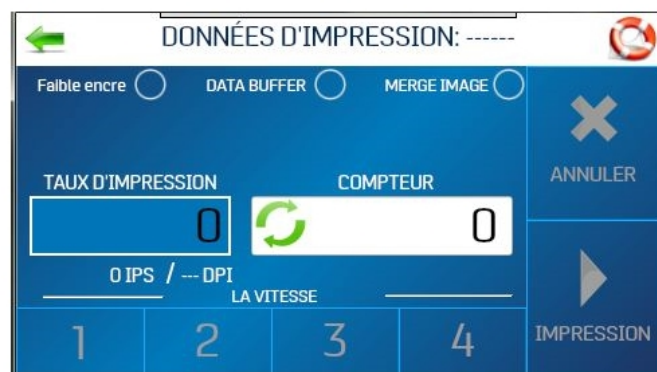 DONNÉES D'IMPRESSION: ------
Faible encre
DATA BUFFER
MERGE IMAGE
ANNULER
TAUX D'IMPRESSION
COMPTEUR
0
0
0 IPS / --- DPI
LA VITESSE
1
2
3
4
IMPRESSION